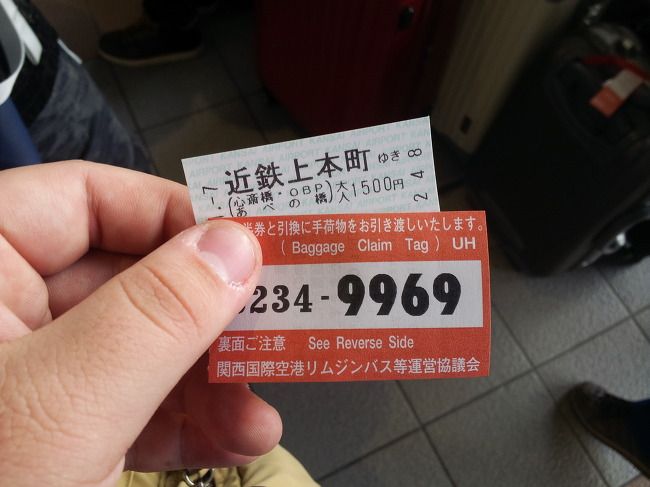 近鉄上本町 ゆき
(心斎橋・OBP あべの橋) 大人 1500円
248
券と引換に手荷物をお引き渡しいたします。
( Baggage Claim Tag ) UH
234-9969
裏面ご注意 See Reverse Side
関西国際空港リムジンバス等運営協議会